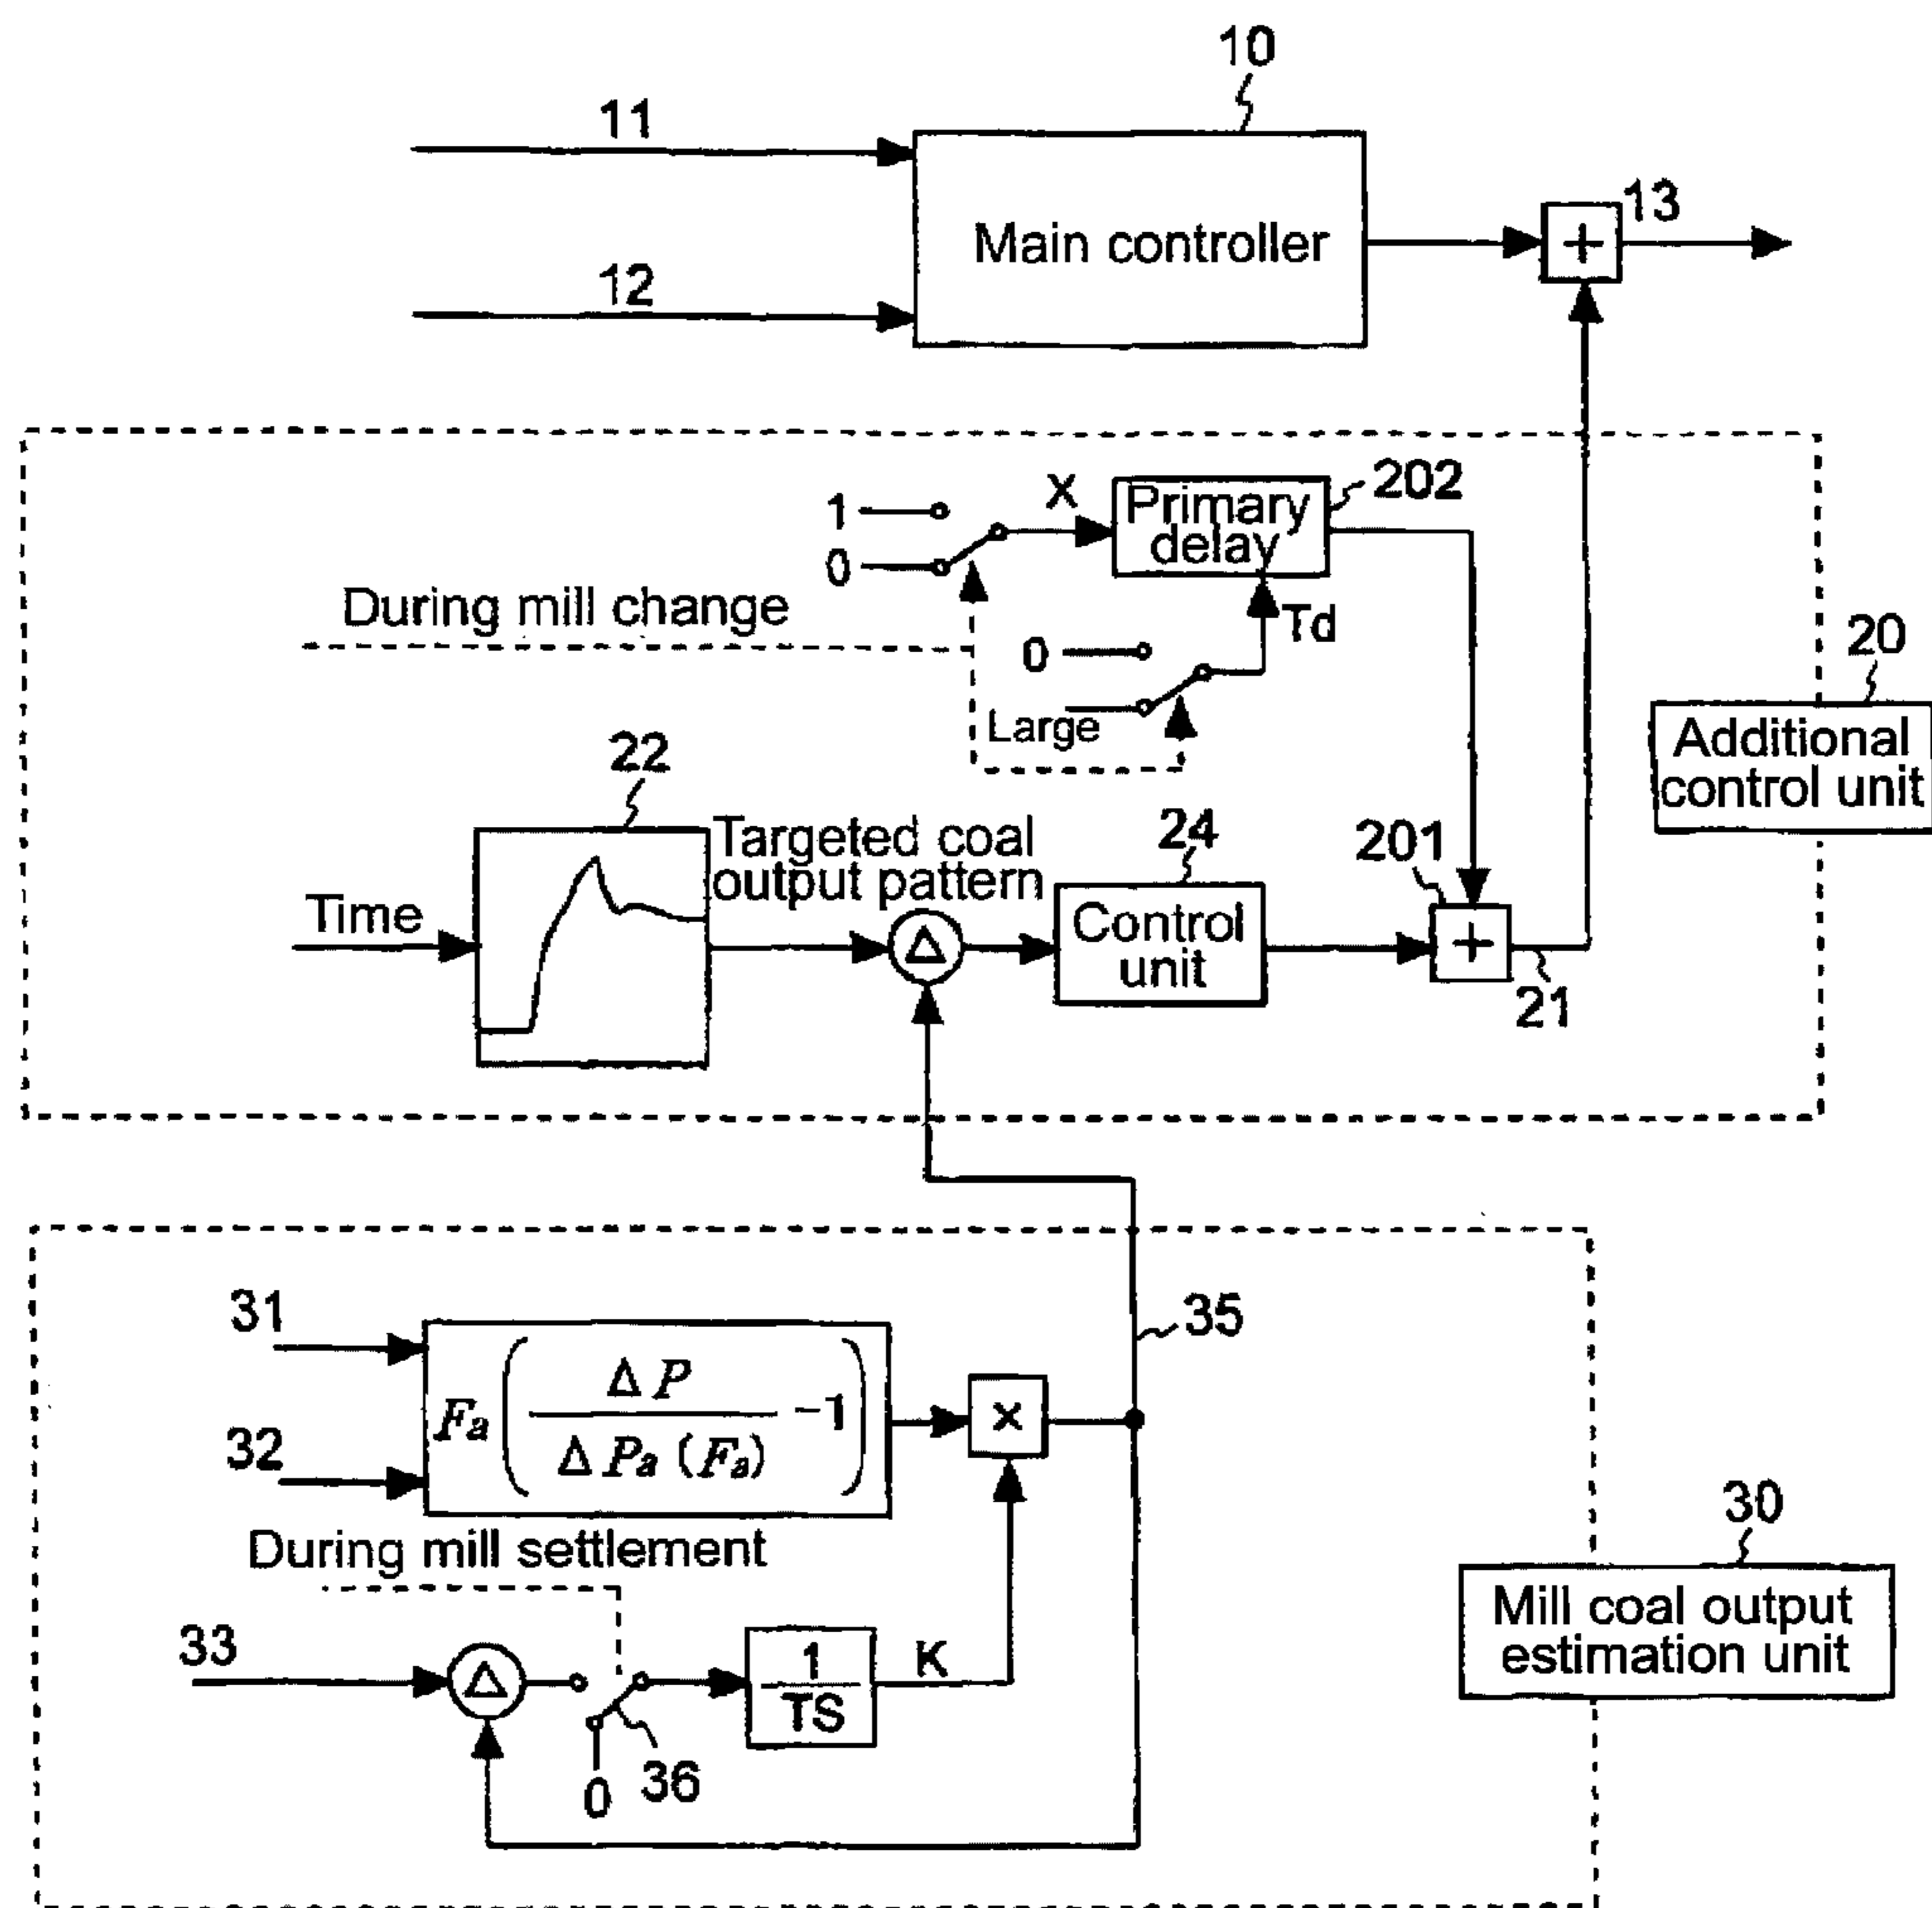 10
11
Main controller
12
13
1
0
X
Primary
delay
202
During mill change
0
Td
Large
20
Additional
control unit
22
Targeted coal
output pattern
Time
Δ
24
Control
unit
201
+
21
+
31
32
Fa ( ΔP / ΔPa (Fa) −1 )
×
35
During mill settlement
33
Δ
0
36
1
TS
K
30
Mill coal output
estimation unit